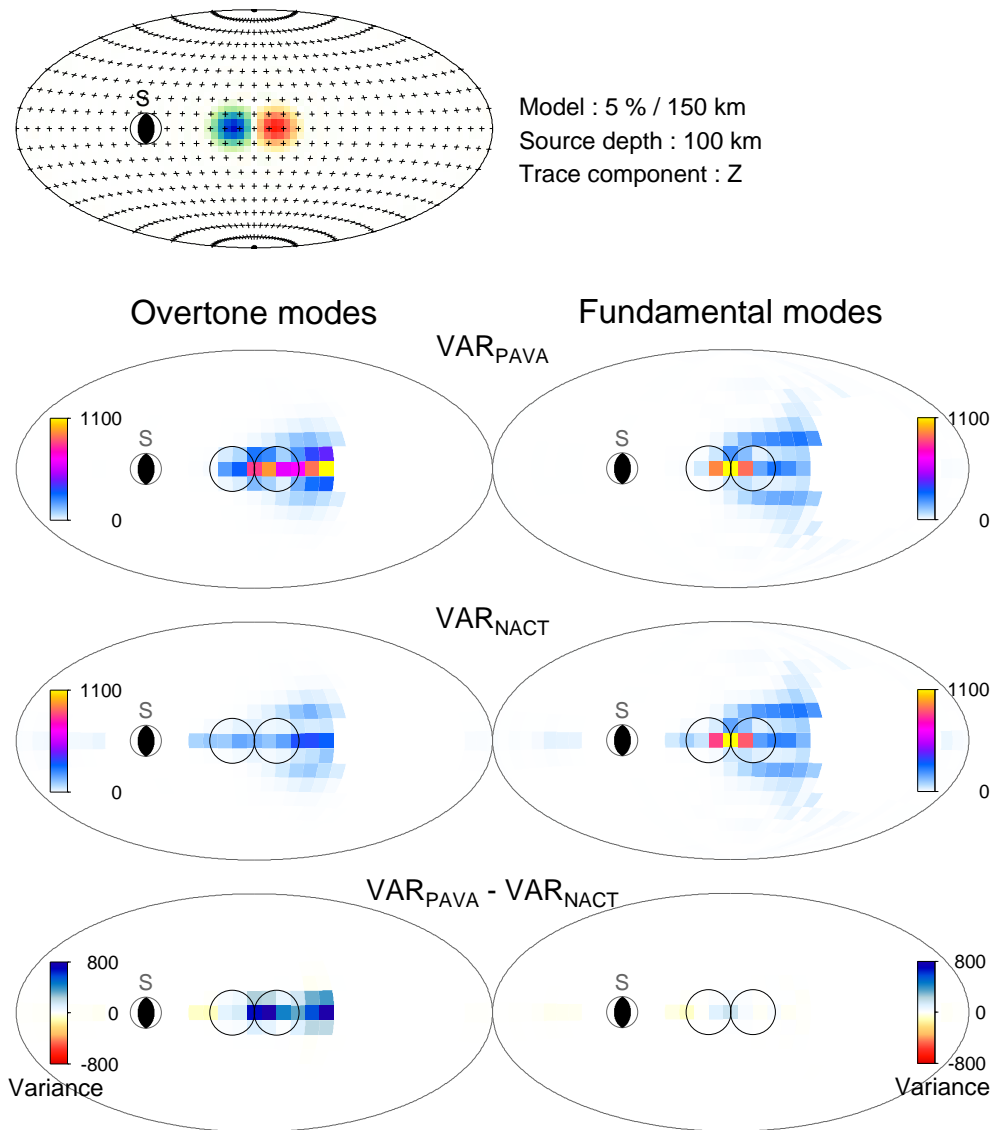 S
Model : 5 % / 150 km
Source depth : 100 km
Trace component : Z
Overtone modes
Fundamental modes
VARPAVA
1100
0
S
S
1100
0
VARNACT
1100
0
S
S
1100
0
VARPAVA - VARNACT
800
0
-800
Variance
S
S
800
0
-800
Variance